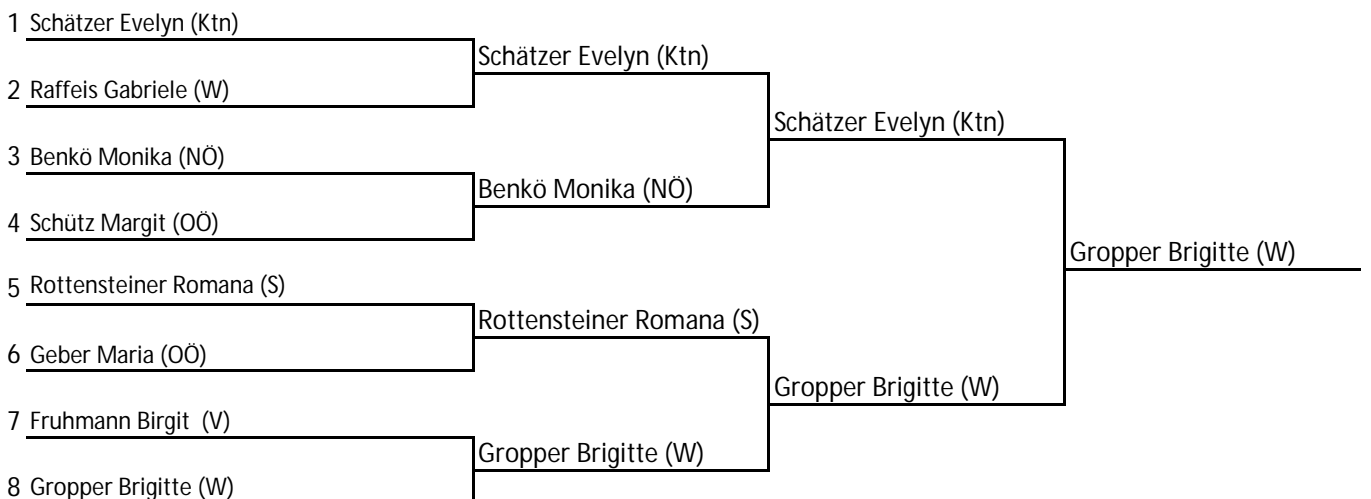 1 Schätzer Evelyn (Ktn)
Schätzer Evelyn (Ktn)
2 Raffeis Gabriele (W)
Schätzer Evelyn (Ktn)
3 Benkö Monika (NÖ)
Benkö Monika (NÖ)
4 Schütz Margit (OÖ)
Gropper Brigitte (W)
5 Rottensteiner Romana (S)
Rottensteiner Romana (S)
6 Geber Maria (OÖ)
Gropper Brigitte (W)
7 Fruhmann Birgit (V)
Gropper Brigitte (W)
8 Gropper Brigitte (W)